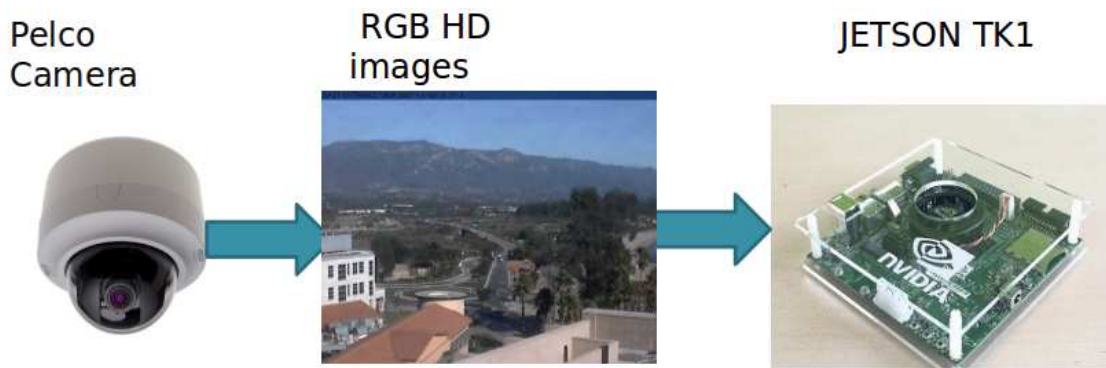 Pelco
Camera
RGB HD
images
JETSON TK1
NVIDIA